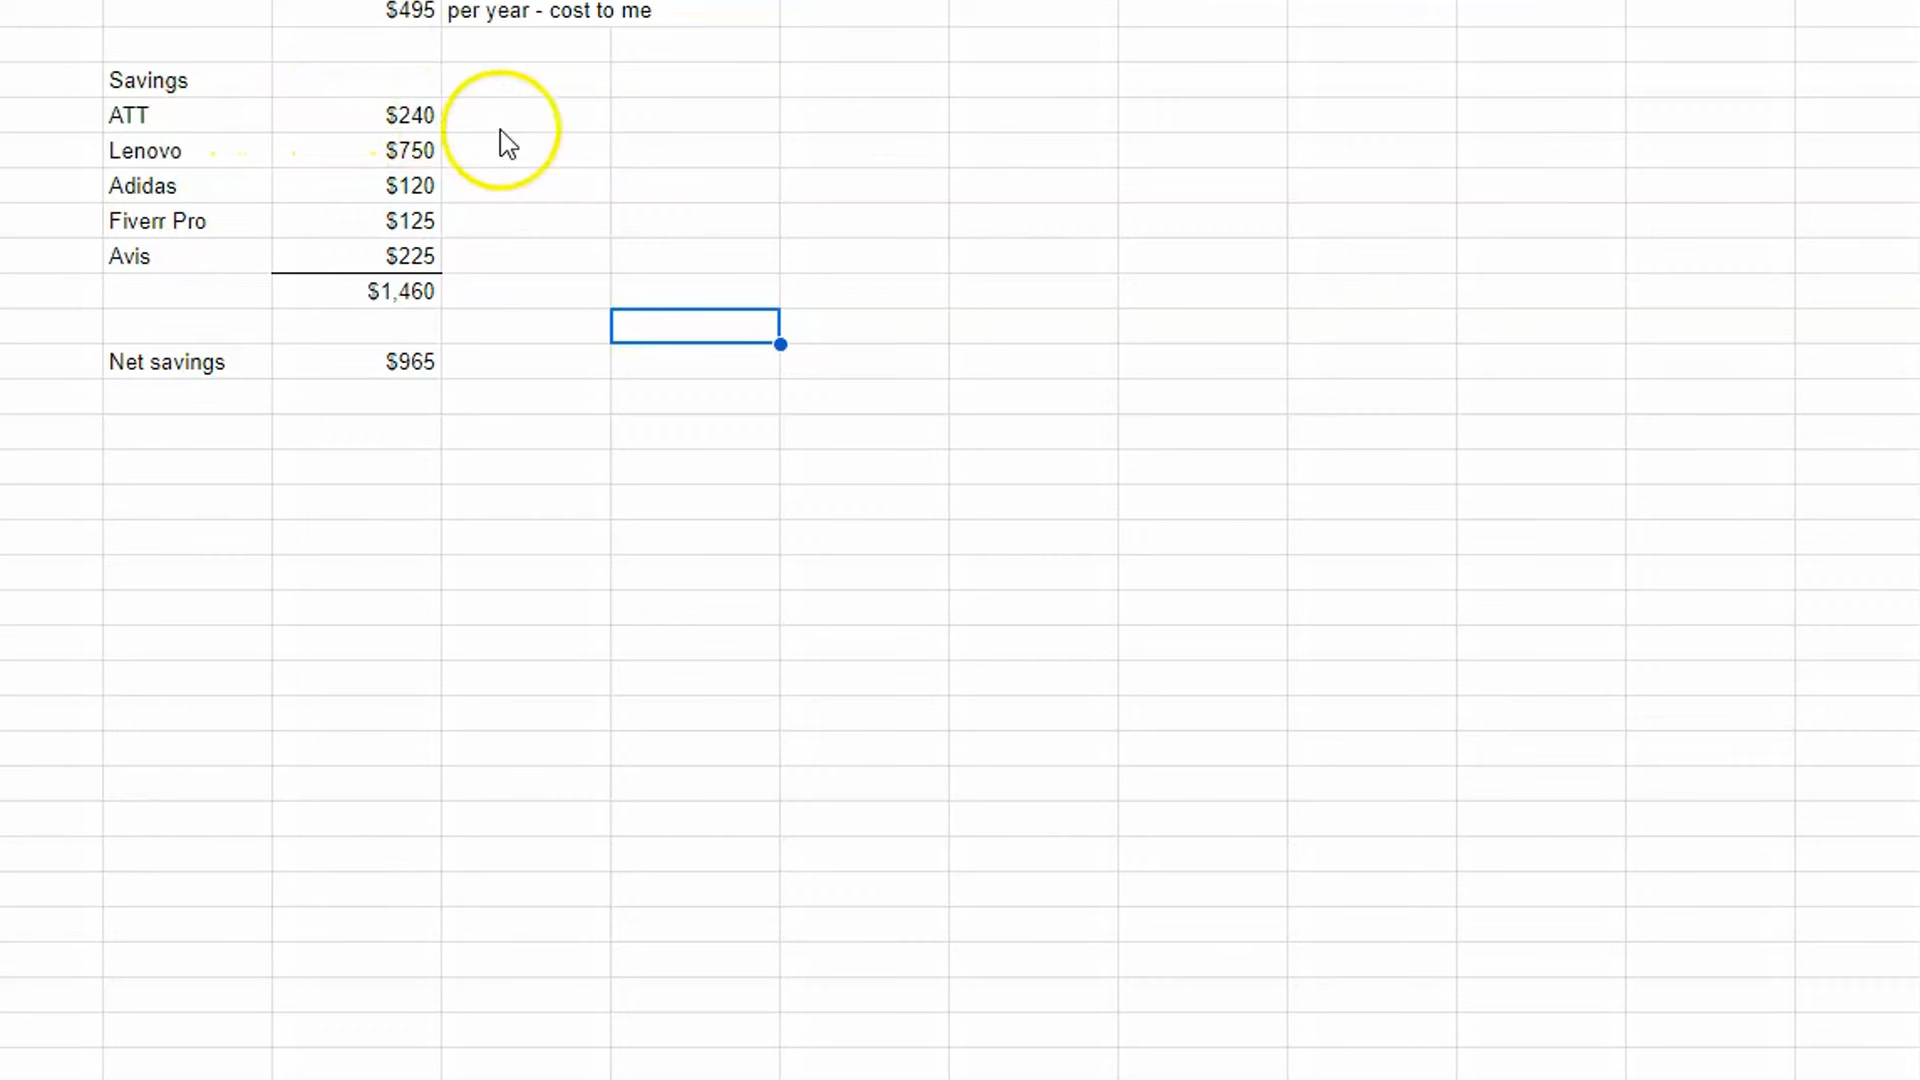 $495 per year - cost to me
Savings
ATT $240
Lenovo $750
Adidas $120
Fiverr Pro $125
Avis $225
$1,460
Net savings $965